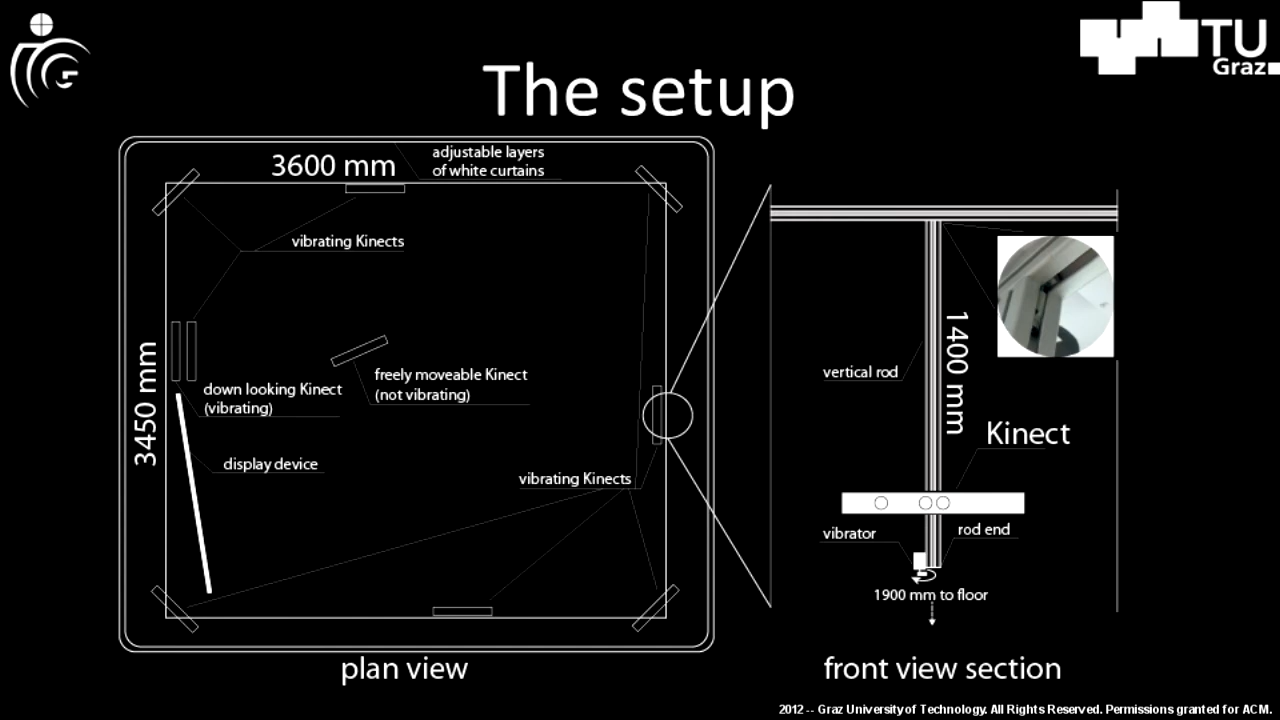 TU
Graz
The setup
3600 mm
adjustable layers
of white curtains
vibrating Kinects
3450 mm
down looking Kinect
(vibrating)
freely moveable Kinect
(not vibrating)
display device
vibrating Kinects
plan view
vertical rod
1400 mm
Kinect
vibrator
rod end
1900 mm to floor
front view section
2012 -- Graz University of Technology. All Rights Reserved. Permissions granted for ACM.